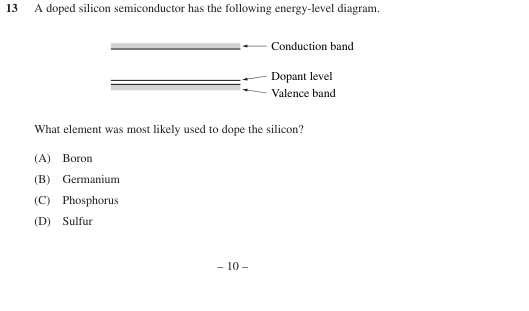 13 A doped silicon semiconductor has the following energy-level diagram.
Conduction band
Dopant level
Valence band
What element was most likely used to dope the silicon?
(A) Boron
(B) Germanium
(C) Phosphorus
(D) Sulfur
– 10 –